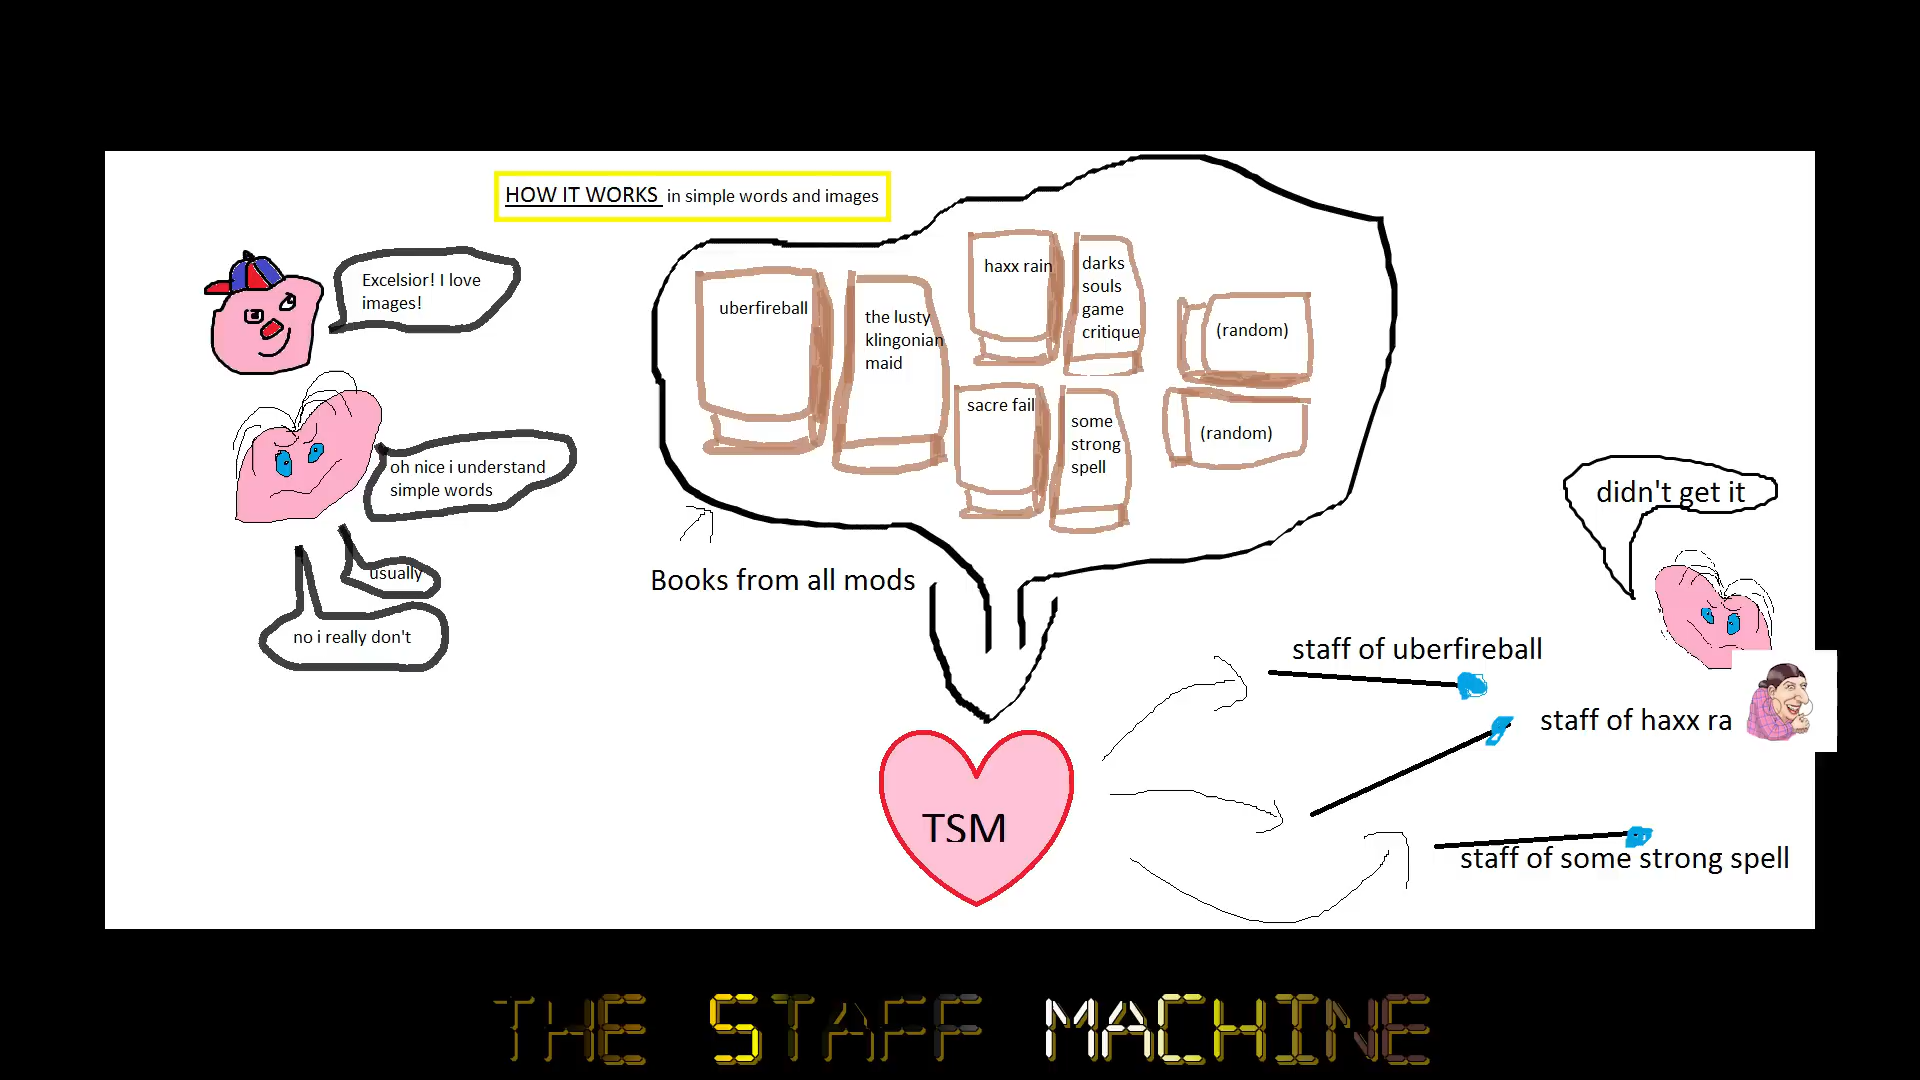 HOW IT WORKS in simple words and images
Excelsior! I love
images!
oh nice i understand
simple words
usually
no i really don't
uberfireball
the lusty
klingonian
maid
haxx rain
darks
souls
game
critique
sacre fail
some
strong
spell
(random)
(random)
Books from all mods
didn't get it
TSM
staff of uberfireball
staff of haxx ra
staff of some strong spell
THE STAFF MACHINE